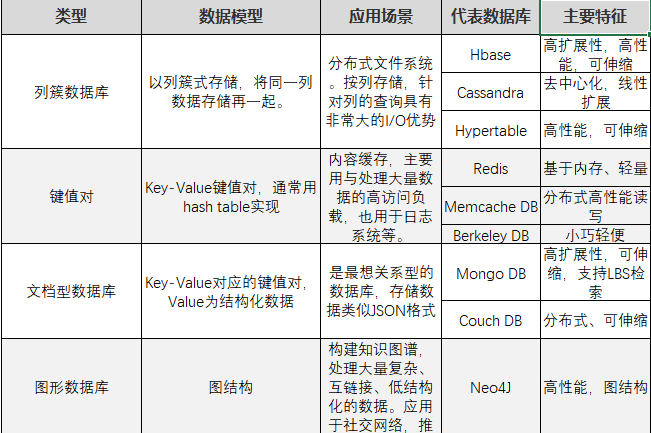 类型 数据模型 应用场景 代表数据库 主要特征
列簇数据库
以列簇式存储，将同一列
数据存储再一起。
分布式文件系统
。按列存储，针
对列的查询具有
非常大的I/O优势
Hbase
高扩展性，高性
能，可伸缩
Cassandra
去中心化，线性
扩展
Hypertable
高性能，可伸缩
键值对
Key-Value键值对，通常用
hash table实现
内容缓存，主要
用与处理大量数
据的高访问负
载，也用于日志
系统等。
Redis
基于内存、轻量
Memcache DB
分布式高性能读
写
Berkeley DB
小巧轻便
文档型数据库
Key-Value对应的键值对，
Value为结构化数据
是最想关系型的
数据库，存储数
据类似JSON格式
Mongo DB
高扩展性，可伸
缩，支持LBS检
索
Couch DB
分布式、可伸缩
图形数据库
图结构
构建知识图谱，
处理大量复杂、
互链接、低结构
化的数据。应用
于社交网络，推
Neo4J
高性能，图结构